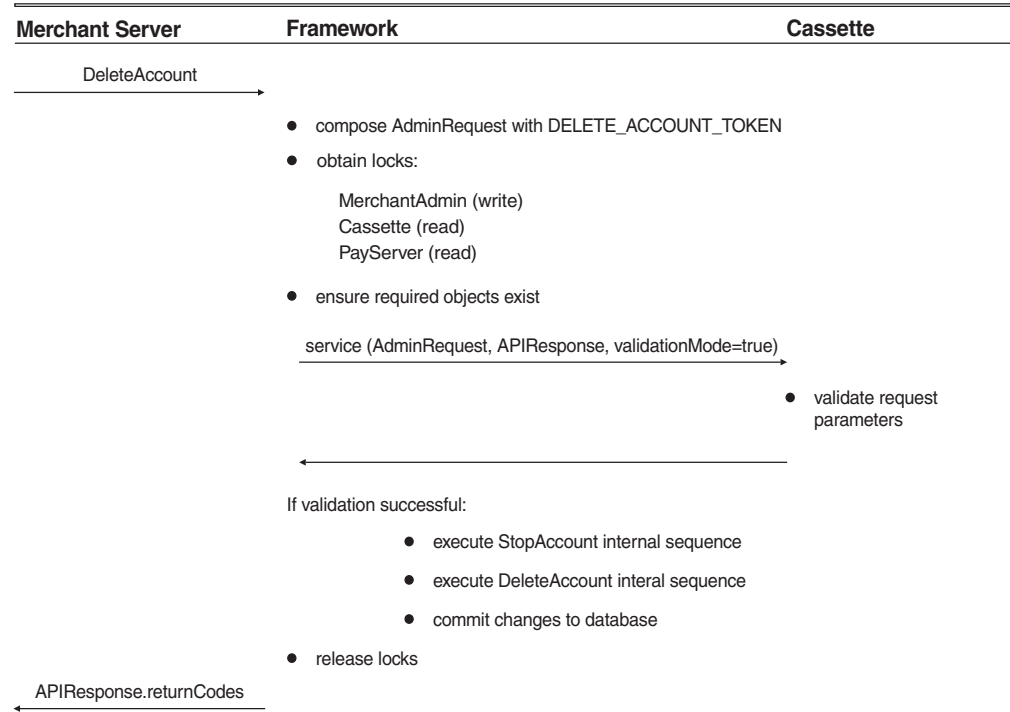 Merchant Server Framework Cassette
DeleteAccount
compose AdminRequest with DELETE_ACCOUNT_TOKEN
obtain locks:
MerchantAdmin (write)
Cassette (read)
PayServer (read)
ensure required objects exist
service (AdminRequest, APIResponse, validationMode=true)
validate request
parameters
If validation successful:
execute StopAccount internal sequence
execute DeleteAccount interal sequence
commit changes to database
release locks
APIResponse.returnCodes